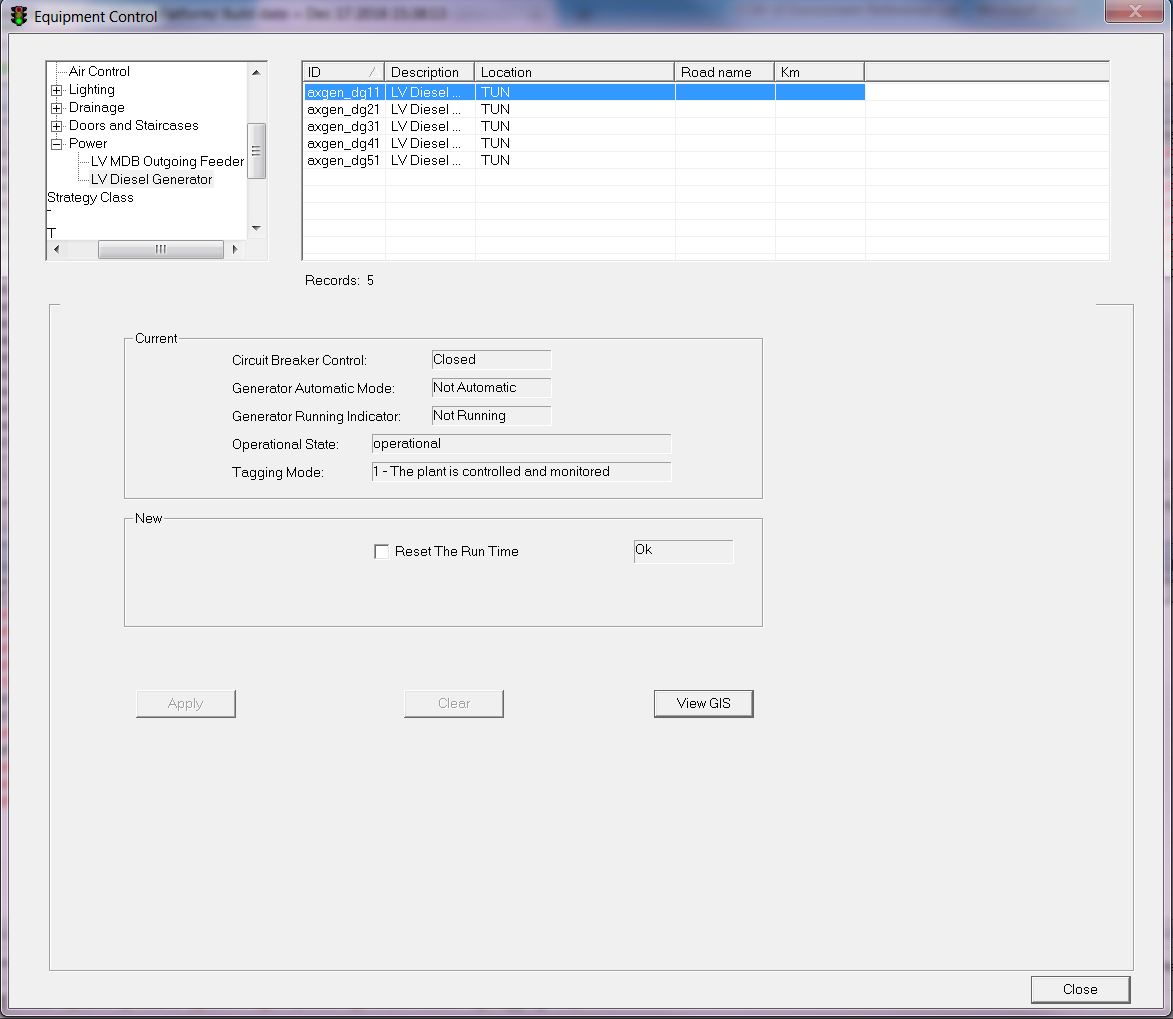 Equipment Control
Air Control
Lighting
Drainage
Doors and Staircases
Power
LV MDB Outgoing Feeder
LV Diesel Generator
Strategy Class
T
ID Description Location Road name Km
axgen_dg11 LV Diesel ... TUN
axgen_dg21 LV Diesel ... TUN
axgen_dg31 LV Diesel ... TUN
axgen_dg41 LV Diesel ... TUN
axgen_dg51 LV Diesel ... TUN
Records: 5
Current
Circuit Breaker Control: Closed
Generator Automatic Mode: Not Automatic
Generator Running Indicator: Not Running
Operational State: operational
Tagging Mode: 1 - The plant is controlled and monitored
New
Reset The Run Time Ok
Apply Clear View GIS
Close